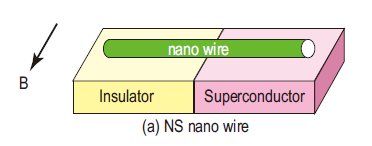 nano wire
B
Insulator Superconductor
(a) NS nano wire